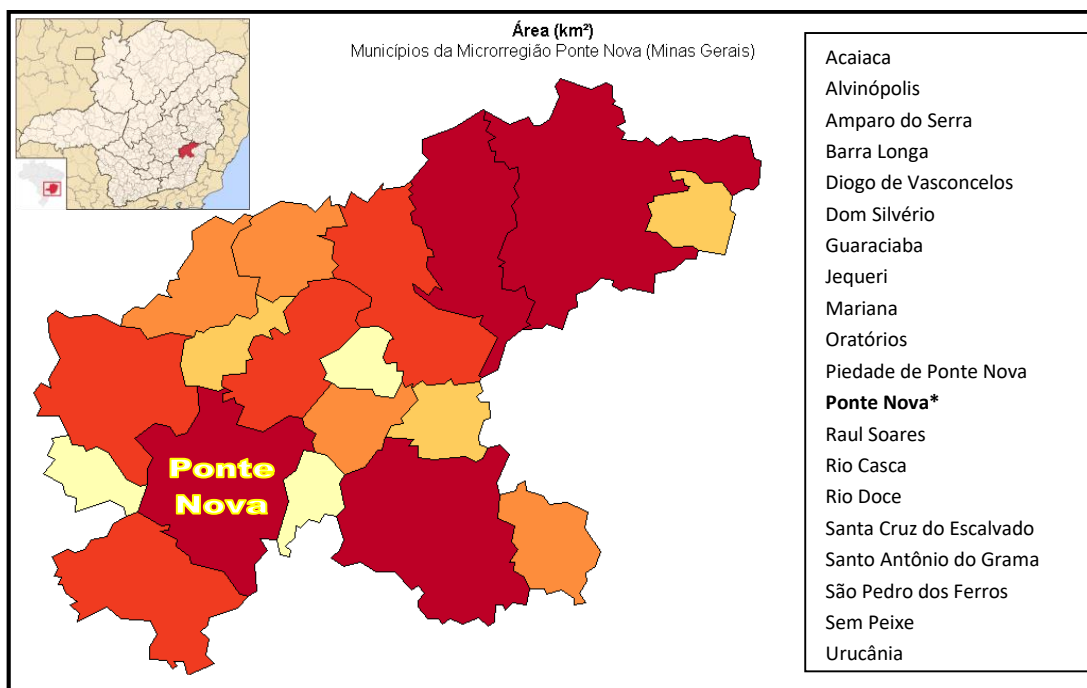 Área (km²)
Municípios da Microrregião Ponte Nova (Minas Gerais)
Ponte
Nova
Acaiaca
Alvinópolis
Amparo do Serra
Barra Longa
Diogo de Vasconcelos
Dom Silvério
Guaraciaba
Jequeri
Mariana
Oratórios
Piedade de Ponte Nova
Ponte Nova*
Raul Soares
Rio Casca
Rio Doce
Santa Cruz do Escalvado
Santo Antônio do Grama
São Pedro dos Ferros
Sem Peixe
Urucânia